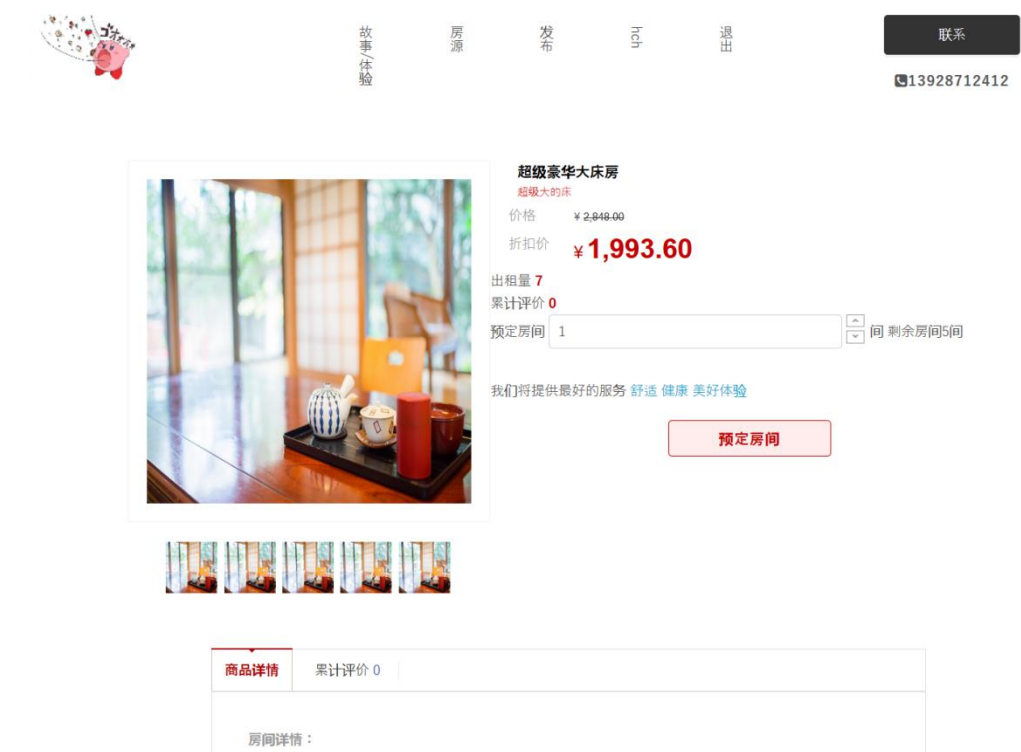 故事/体验
房源
发布
hch
退出
联系
13928712412
超级豪华大床房
超级大的床
价格 ¥ 2,848.00
折扣价 ¥ 1,993.60
出租量 7
累计评价 0
预定房间 1 间 剩余房间5间
我们将提供最好的服务 舒适 健康 美好体验
预定房间
商品详情 累计评价 0
房间详情：